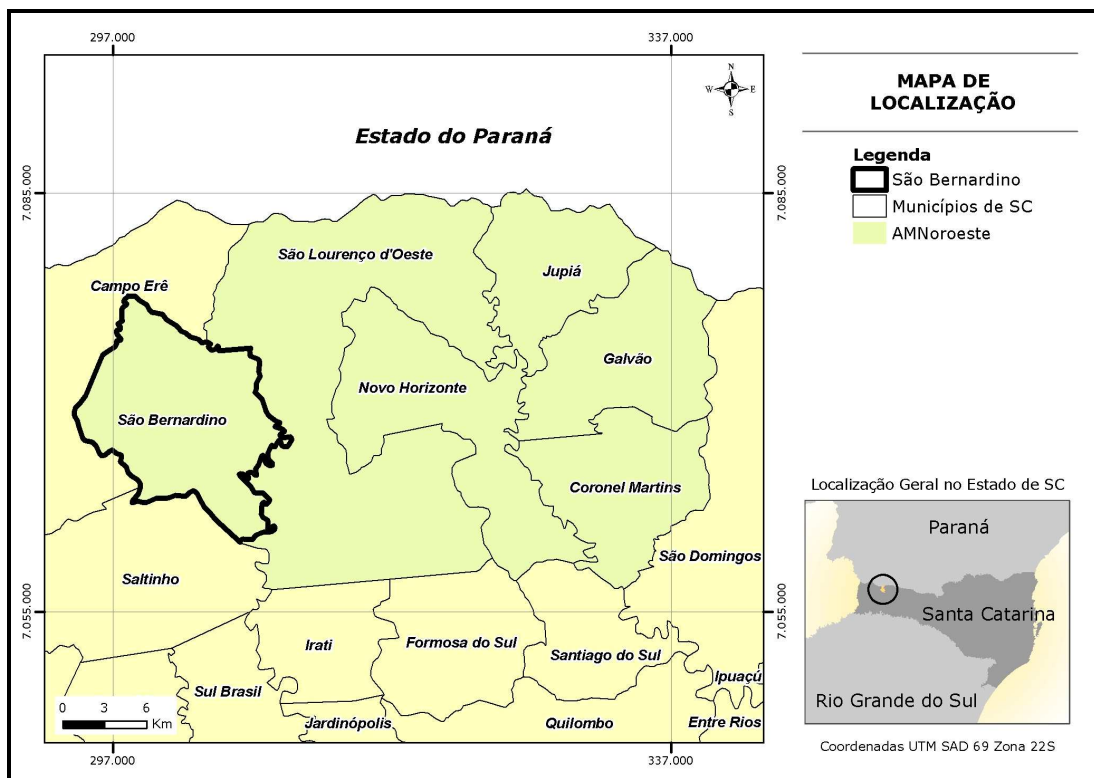 297.000
337.000
N
W
E
S
Estado do Paraná
7.085.000
7.085.000
São Lourenço d'Oeste
Jupiá
Campo Erê
Galvão
Novo Horizonte
São Bernardino
Coronel Martins
São Domingos
Saltinho
7.055.000
7.055.000
Irati
Formosa do Sul
Santiago do Sul
Ipuaçú
Sul Brasil
Jardinópolis
Quilombo
Entre Rios
0 3 6
Km
297.000
337.000
MAPA DE
LOCALIZAÇÃO
Legenda
São Bernardino
Municípios de SC
AMNoroeste
Localização Geral no Estado de SC
Paraná
Santa Catarina
Rio Grande do Sul
Coordenadas UTM SAD 69 Zona 22S